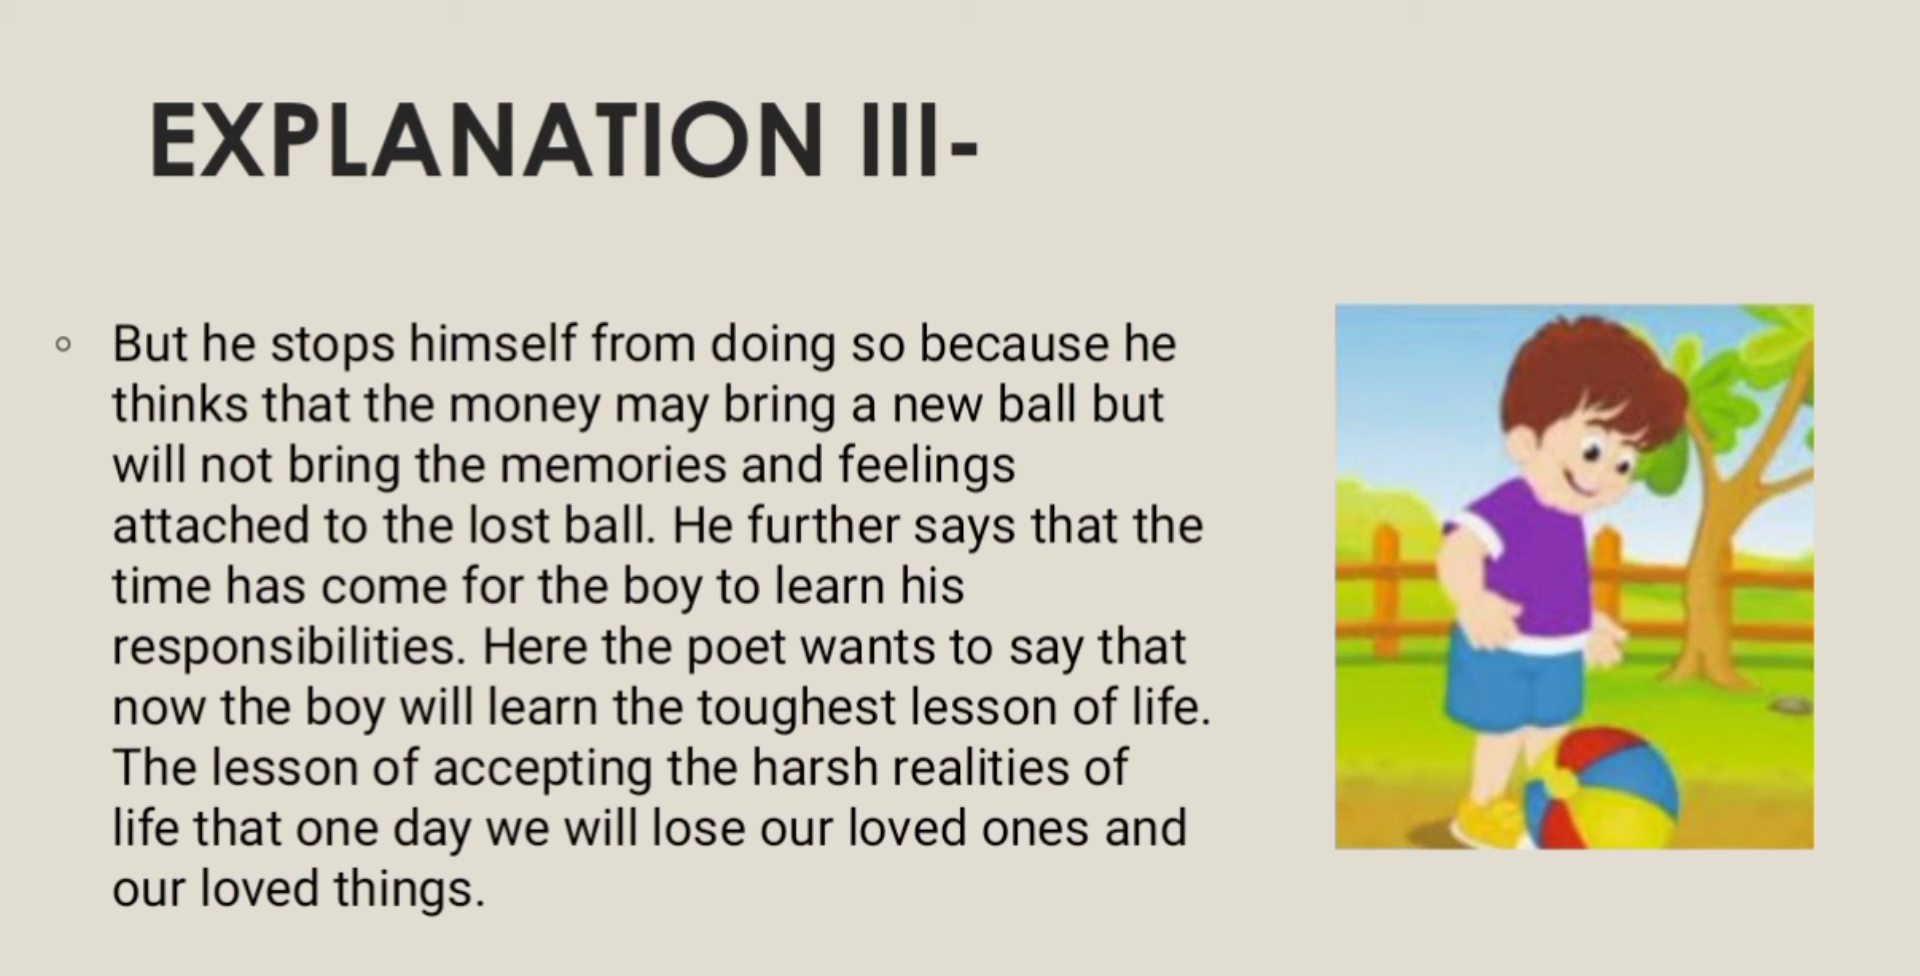 EXPLANATION III-
But he stops himself from doing so because he
thinks that the money may bring a new ball but
will not bring the memories and feelings
attached to the lost ball. He further says that the
time has come for the boy to learn his
responsibilities. Here the poet wants to say that
now the boy will learn the toughest lesson of life.
The lesson of accepting the harsh realities of
life that one day we will lose our loved ones and
our loved things.